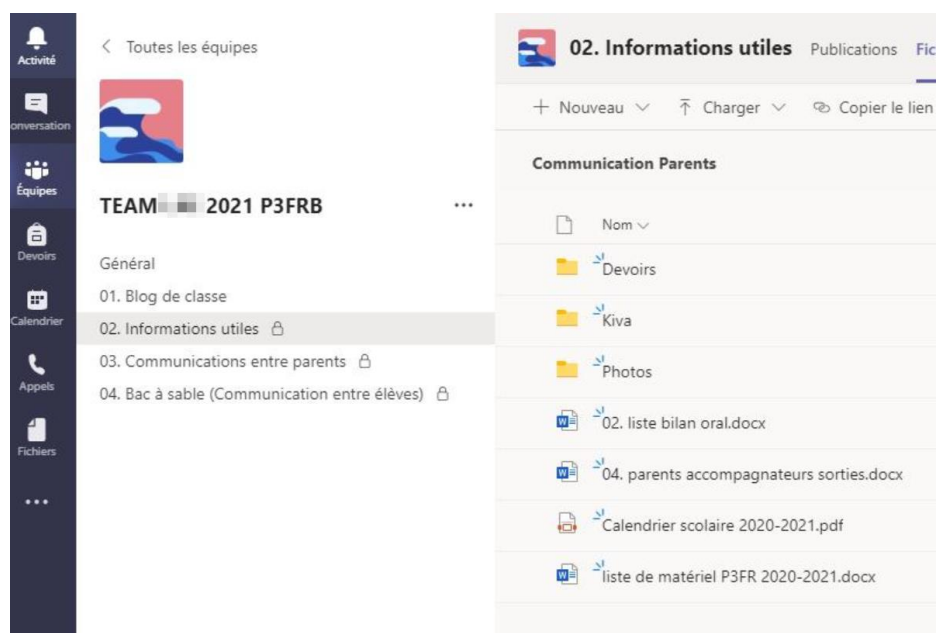 Activité
onversation
Équipes
Devoirs
Calendrier
Appels
Fichiers
Toutes les équipes
TEAM 2021 P3FRB
Général
01. Blog de classe
02. Informations utiles
03. Communications entre parents
04. Bac à sable (Communication entre élèves)
02. Informations utiles Publications Fic
Nouveau Charger Copier le lien
Communication Parents
Nom
Devoirs
Kiva
Photos
02. liste bilan oral.docx
04. parents accompagnateurs sorties.docx
Calendrier scolaire 2020-2021.pdf
liste de matériel P3FR 2020-2021.docx